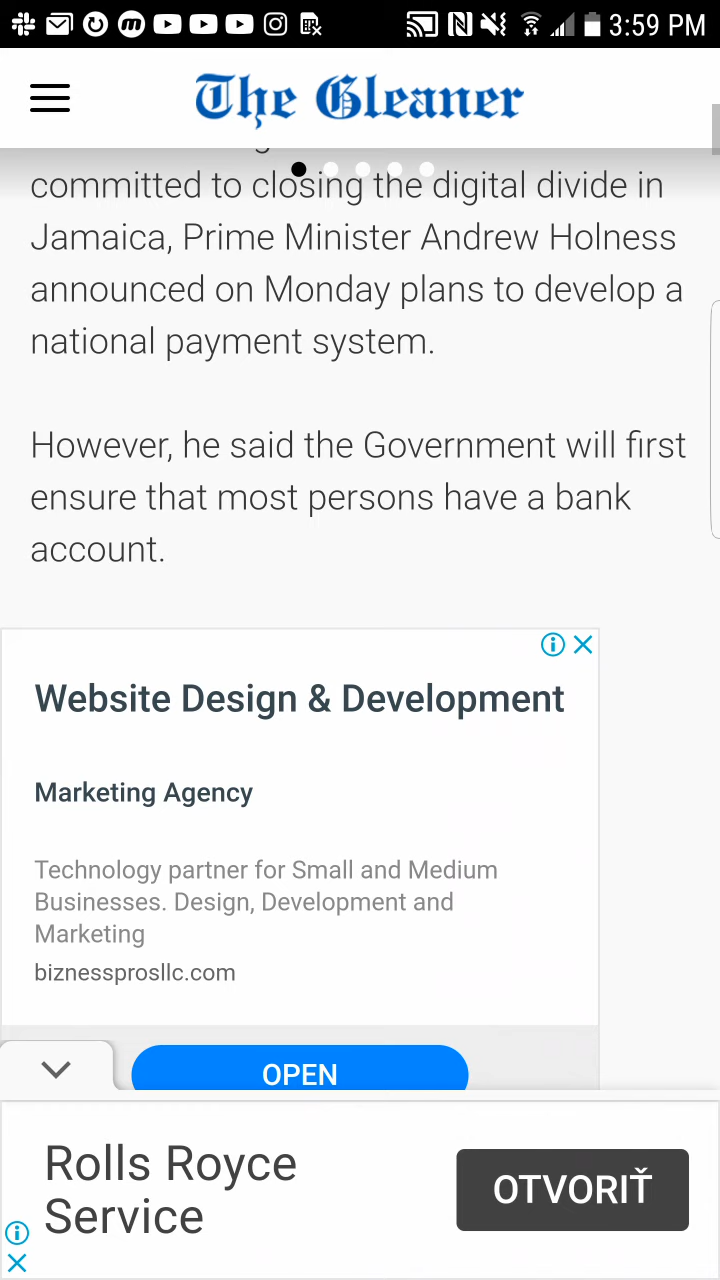 3:59 PM
The Gleaner
committed to closing the digital divide in
Jamaica, Prime Minister Andrew Holness
announced on Monday plans to develop a
national payment system.
However, he said the Government will first
ensure that most persons have a bank
account.
Website Design & Development
Marketing Agency
Technology partner for Small and Medium
Businesses. Design, Development and
Marketing
biznessprosllc.com
OPEN
Rolls Royce
Service
OTVORIŤ